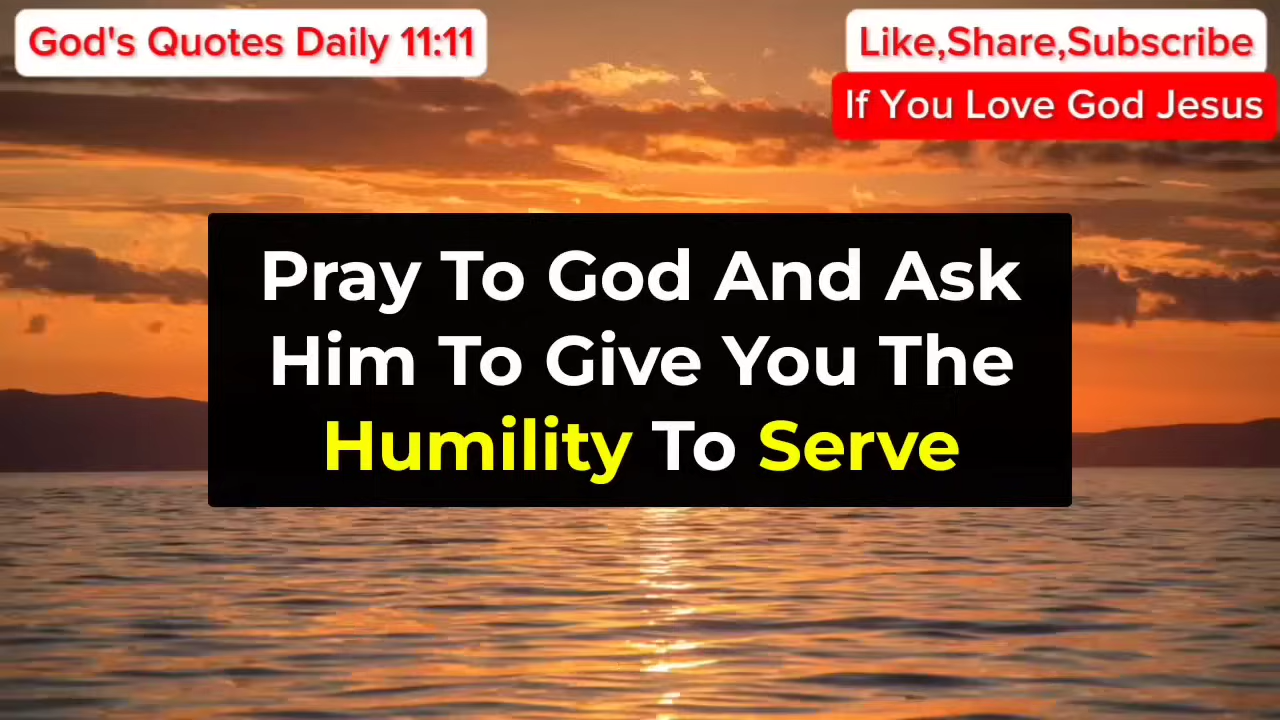 God's Quotes Daily 11:11
Like,Share,Subscribe
If You Love God Jesus
Pray To God And Ask
Him To Give You The
Humility To Serve